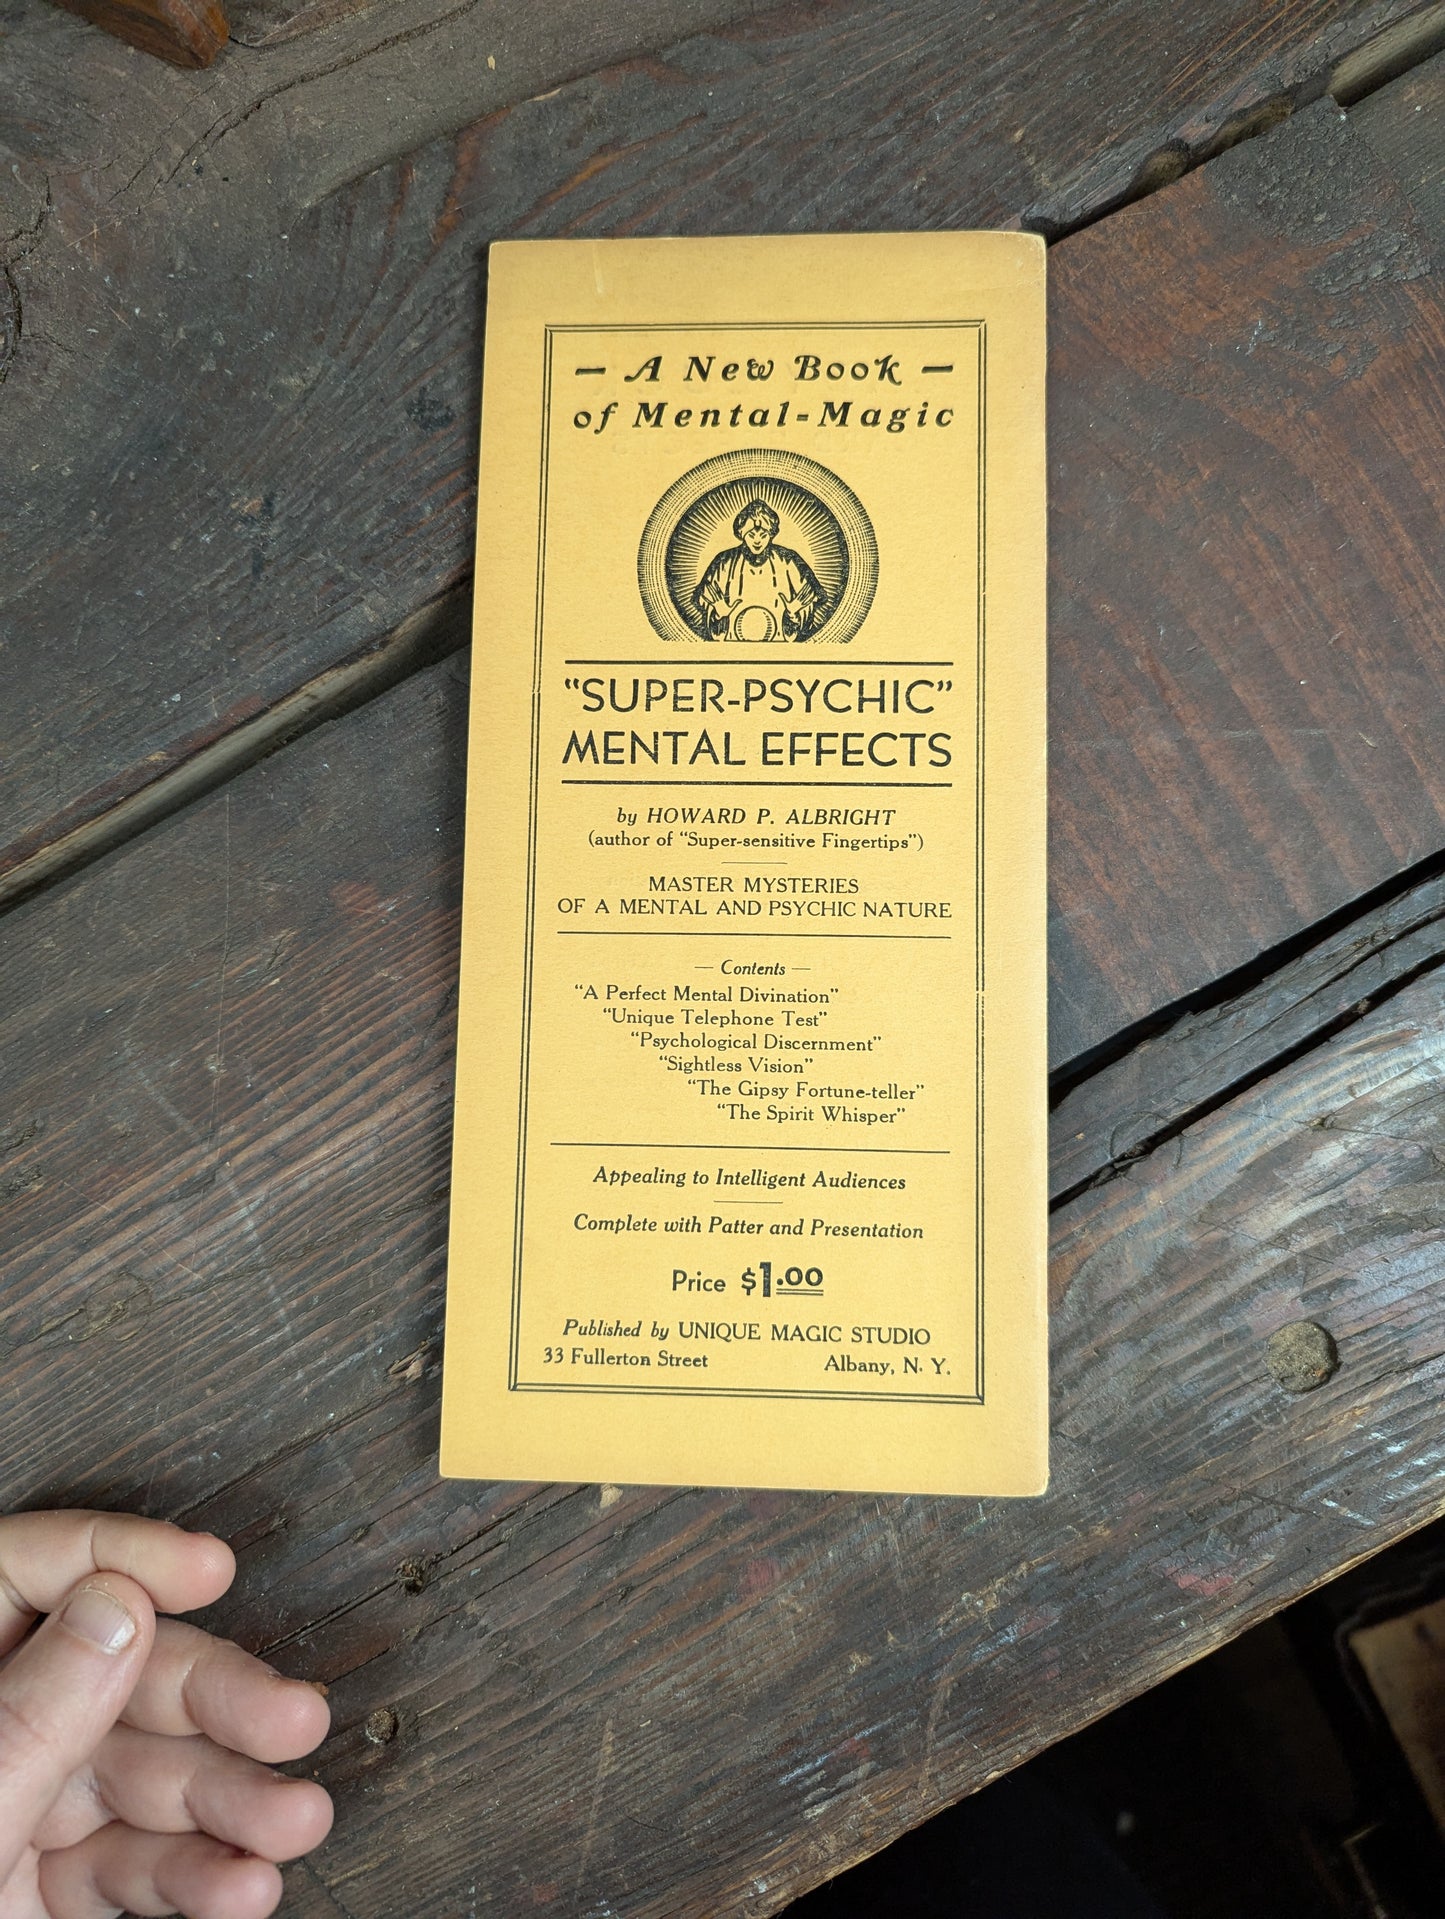 — A New Book —
of Mental-Magic
“SUPER-PSYCHIC”
MENTAL EFFECTS
by HOWARD P. ALBRIGHT
(author of “Super-sensitive Fingertips”)
MASTER MYSTERIES
OF A MENTAL AND PSYCHIC NATURE
— Contents —
“A Perfect Mental Divination”
“Unique Telephone Test”
“Psychological Discernment”
“Sightless Vision”
“The Gipsy Fortune-teller”
“The Spirit Whisper”
Appealing to Intelligent Audiences
Complete with Patter and Presentation
Price $1.00
Published by UNIQUE MAGIC STUDIO
33 Fullerton Street Albany, N. Y.